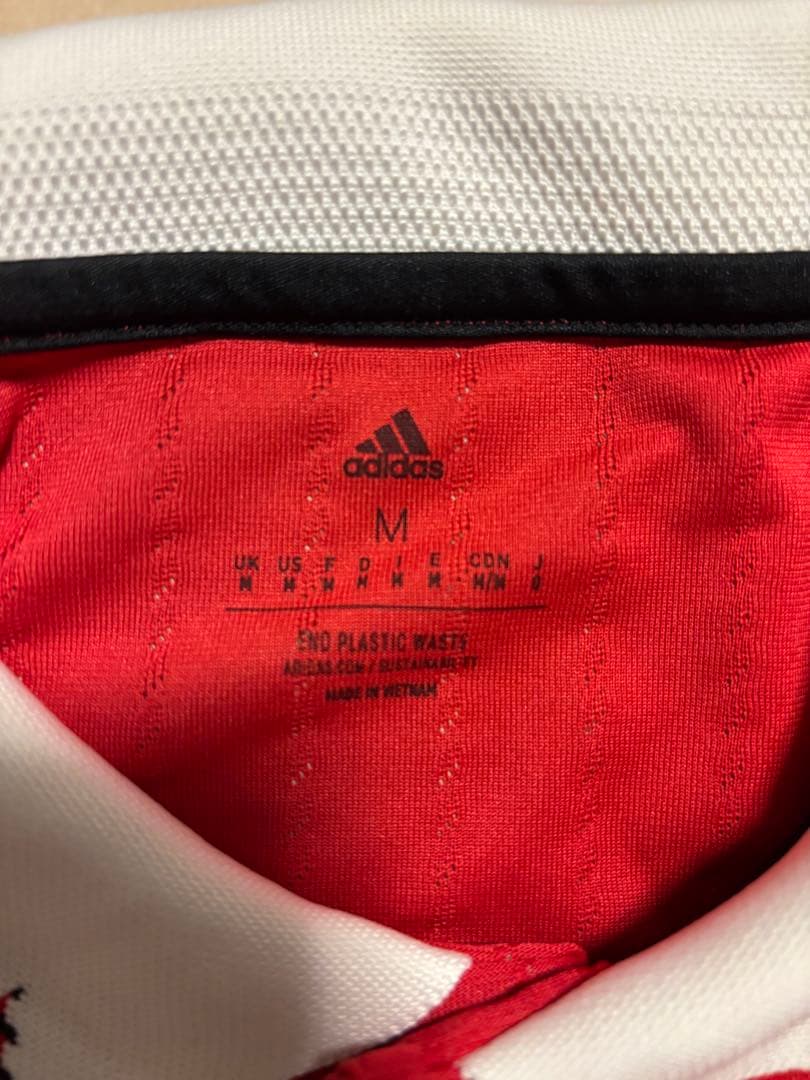 adidas
M
UK US F D I E CDN J
M M M M M M M/M O
END PLASTIC WASTE
ADIDAS.COM / SUSTAINABILITY
MADE IN VIETNAM